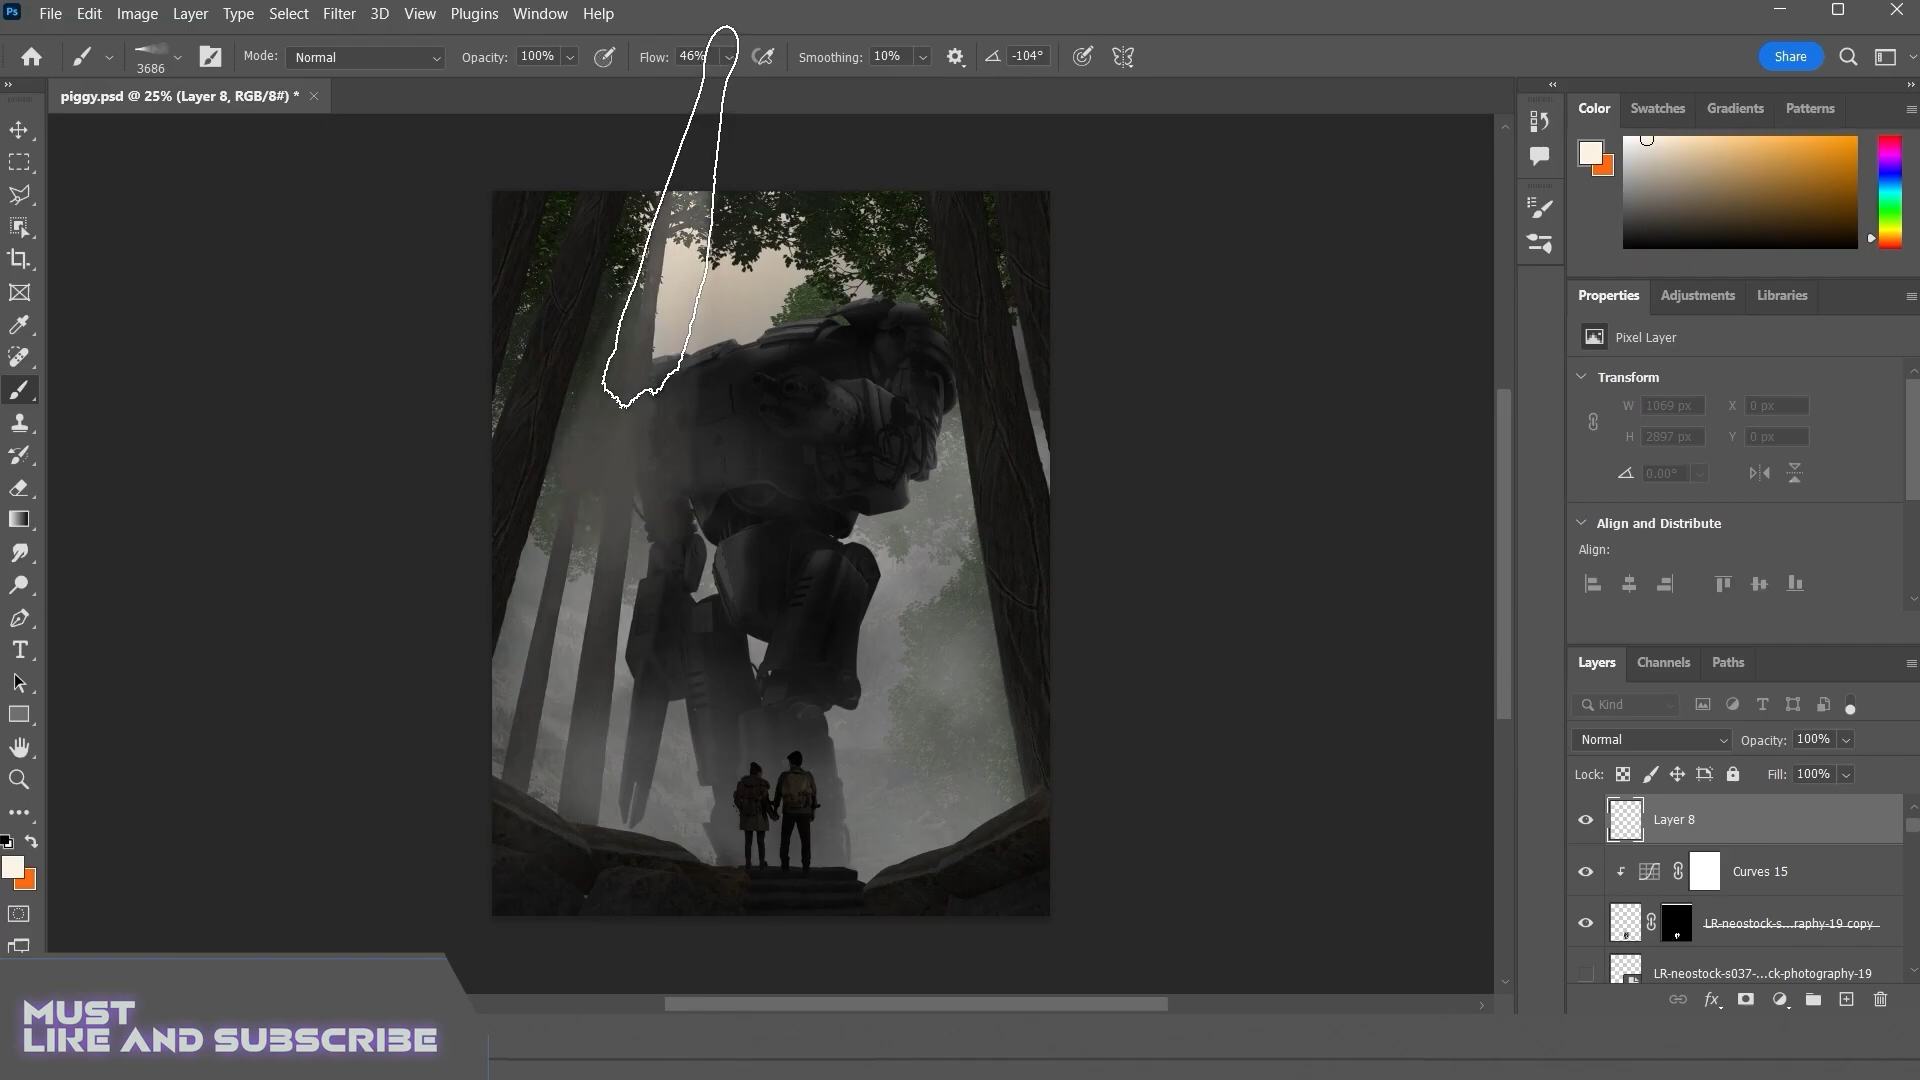 Ps File Edit Image Layer Type Select Filter 3D View Plugins Window Help
3686 Mode: Normal Opacity: 100% Flow: 46% Smoothing: 10% -104° Share
piggy.psd @ 25% (Layer 8, RGB/8#) *
Color Swatches Gradients Patterns
Properties Adjustments Libraries
Pixel Layer
Transform
W 1069 px X 0 px
H 2897 px Y 0 px
0.00°
Align and Distribute
Align:
Layers Channels Paths
Kind
Normal Opacity: 100%
Lock: Fill: 100%
Layer 8
Curves 15
LR-neostock-s...raphy-19 copy
LR-neostock-s037-...ck-photography-19
fx
MUST
LIKE AND SUBSCRIBE